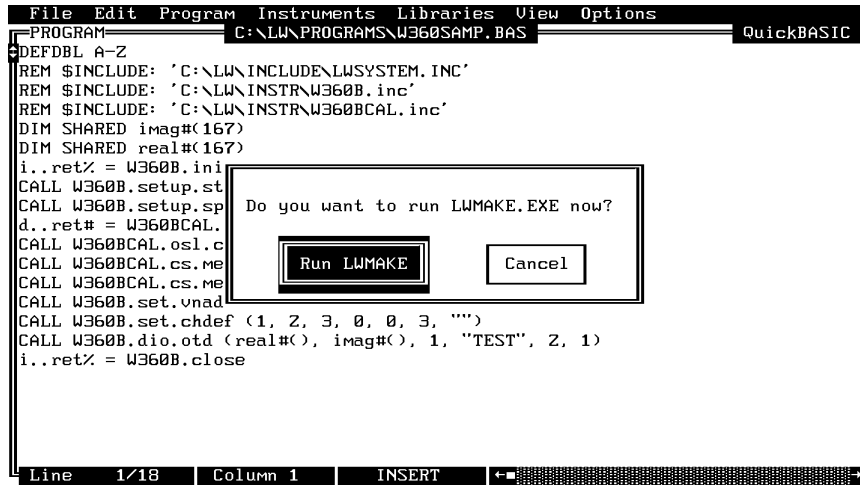 File Edit Program Instruments Libraries View Options
PROGRAM C:\LW\PROGRAMS\W360SAMP.BAS QuickBASIC
DEFDBL A-Z
REM $INCLUDE: 'C:\LW\INCLUDE\LWSYSTEM.INC'
REM $INCLUDE: 'C:\LW\INSTR\W360B.inc'
REM $INCLUDE: 'C:\LW\INSTR\W360BCAL.inc'
DIM SHARED imag#(167)
DIM SHARED real#(167)
i..ret% = W360B.ini
CALL W360B.setup.st
CALL W360B.setup.sp
d..ret# = W360BCAL.
CALL W360BCAL.osl.c
CALL W360BCAL.cs.me
CALL W360BCAL.cs.me
CALL W360B.set.vnad
CALL W360B.set.chdef (1, 2, 3, 0, 0, 3, "")
CALL W360B.dio.otd (real#(), imag#(), 1, "TEST", 2, 1)
i..ret% = W360B.close
Do you want to run LWMAKE.EXE now?
Run LWMAKE Cancel
Line 1/18 Column 1 INSERT